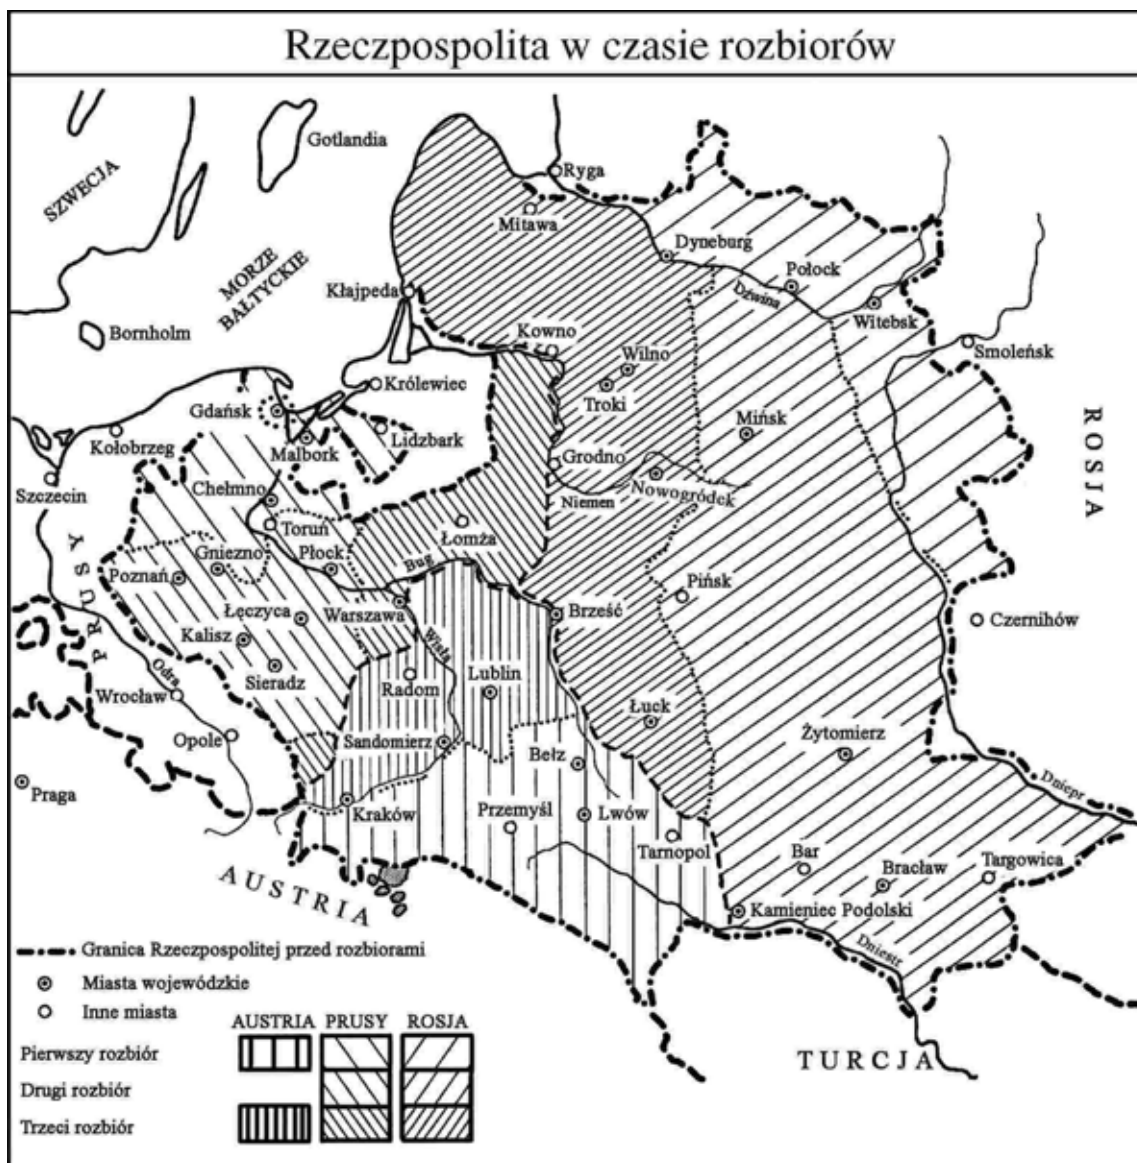 Rzeczpospolita w czasie rozbiorów
Gotlandia
SZWECJA
Ryga
Mitawa
MORZE
BAŁTYCKIE
Dyneburg
Połock
Kłajpeda
Dźwina
Witebsk
Bornholm
Kowno
Wilno
Smoleńsk
Królewiec
Troki
Gdańsk
Mińsk
Kołobrzeg
Malbork
Lidzbark
ROSJA
Grodno
Szczecin
Chełmno
Nowogródek
Niemen
Toruń
Łomża
Gniezno
Płock
Bug
PRUSY
Poznań
Pińsk
Łęczyca
Warszawa
Brześć
Czernihów
Kalisz
Wisła
Sieradz
Odra
Radom
Lublin
Wrocław
Łuck
Opole
Sandomierz
Bełz
Żytomierz
Praga
Dniepr
Kraków
Przemyśl
Lwów
Tarnopol
Bar
Bracław
Targowica
AUSTRIA
Kamieniec Podolski
Dniestr
Granica Rzeczpospolitej przed rozbiorami
Miasta wojewódzkie
Inne miasta
AUSTRIA PRUSY ROSJA
Pierwszy rozbiór
TURCJA
Drugi rozbiór
Trzeci rozbiór